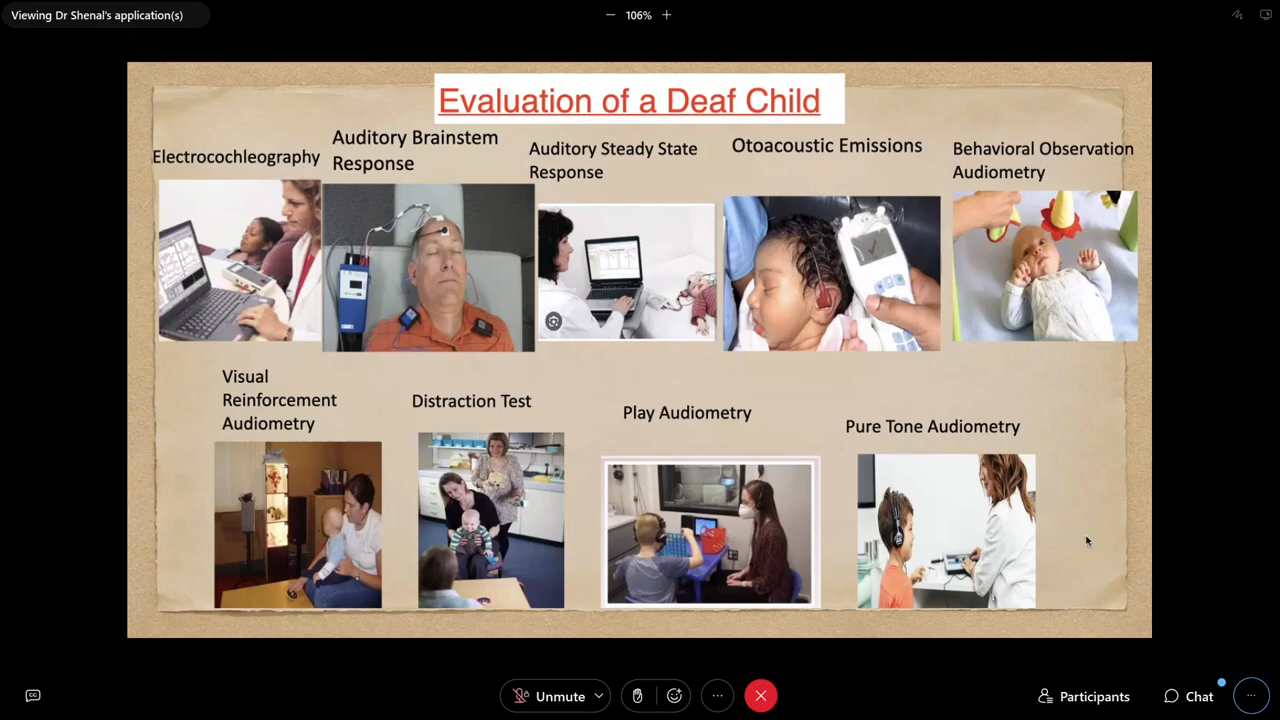 Viewing Dr Shenal's application(s)
106%
Evaluation of a Deaf Child
Electrocochleography
Auditory Brainstem
Response
Auditory Steady State
Response
Otoacoustic Emissions
Behavioral Observation
Audiometry
Visual
Reinforcement
Audiometry
Distraction Test
Play Audiometry
Pure Tone Audiometry
CC
Unmute
Participants
Chat